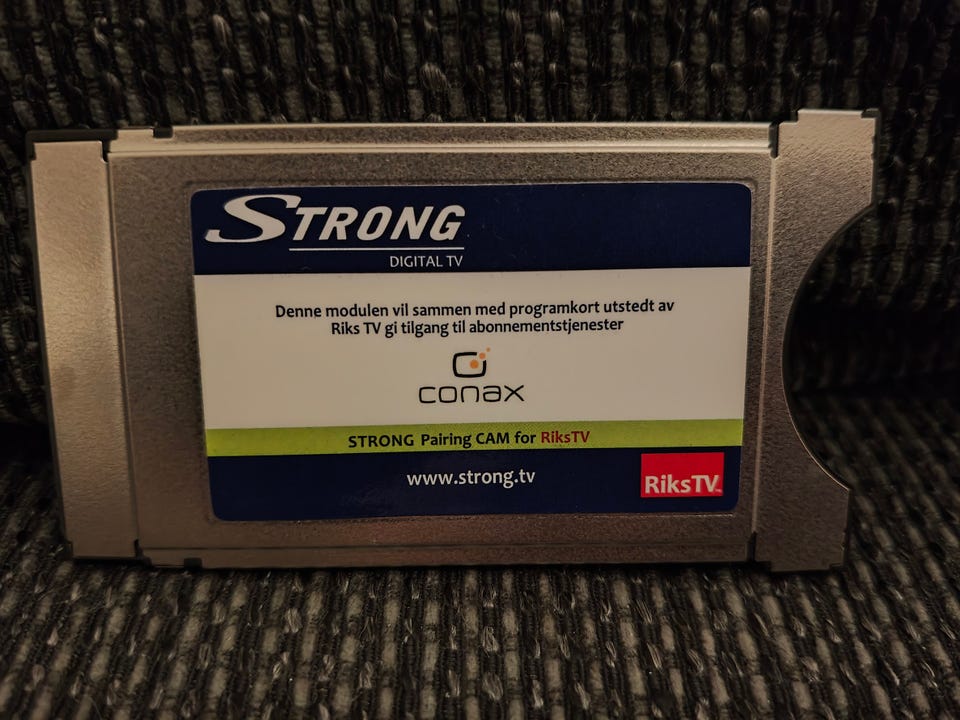 STRONG
DIGITAL TV
Denne modulen vil sammen med programkort utstedt av
Riks TV gi tilgang til abonnementstjenester
conax
STRONG Pairing CAM for RiksTV
www.strong.tv
RiksTV